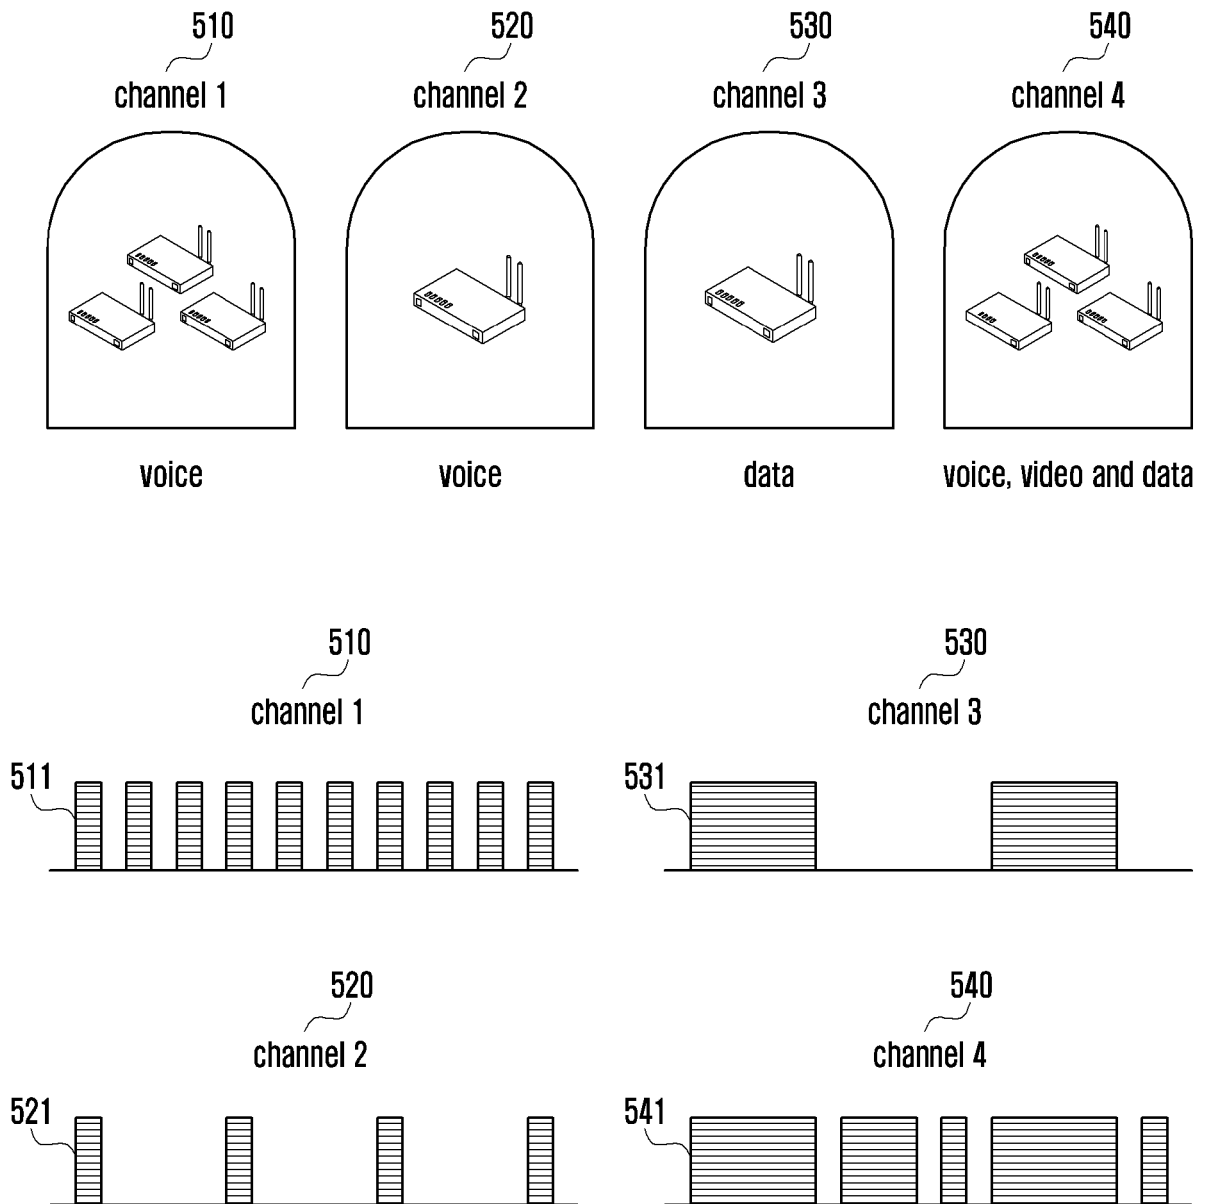 510 520 530 540
channel 1 channel 2 channel 3 channel 4
voice voice data voice, video and data
510 530
channel 1 channel 3
511 531
520 540
channel 2 channel 4
521 541